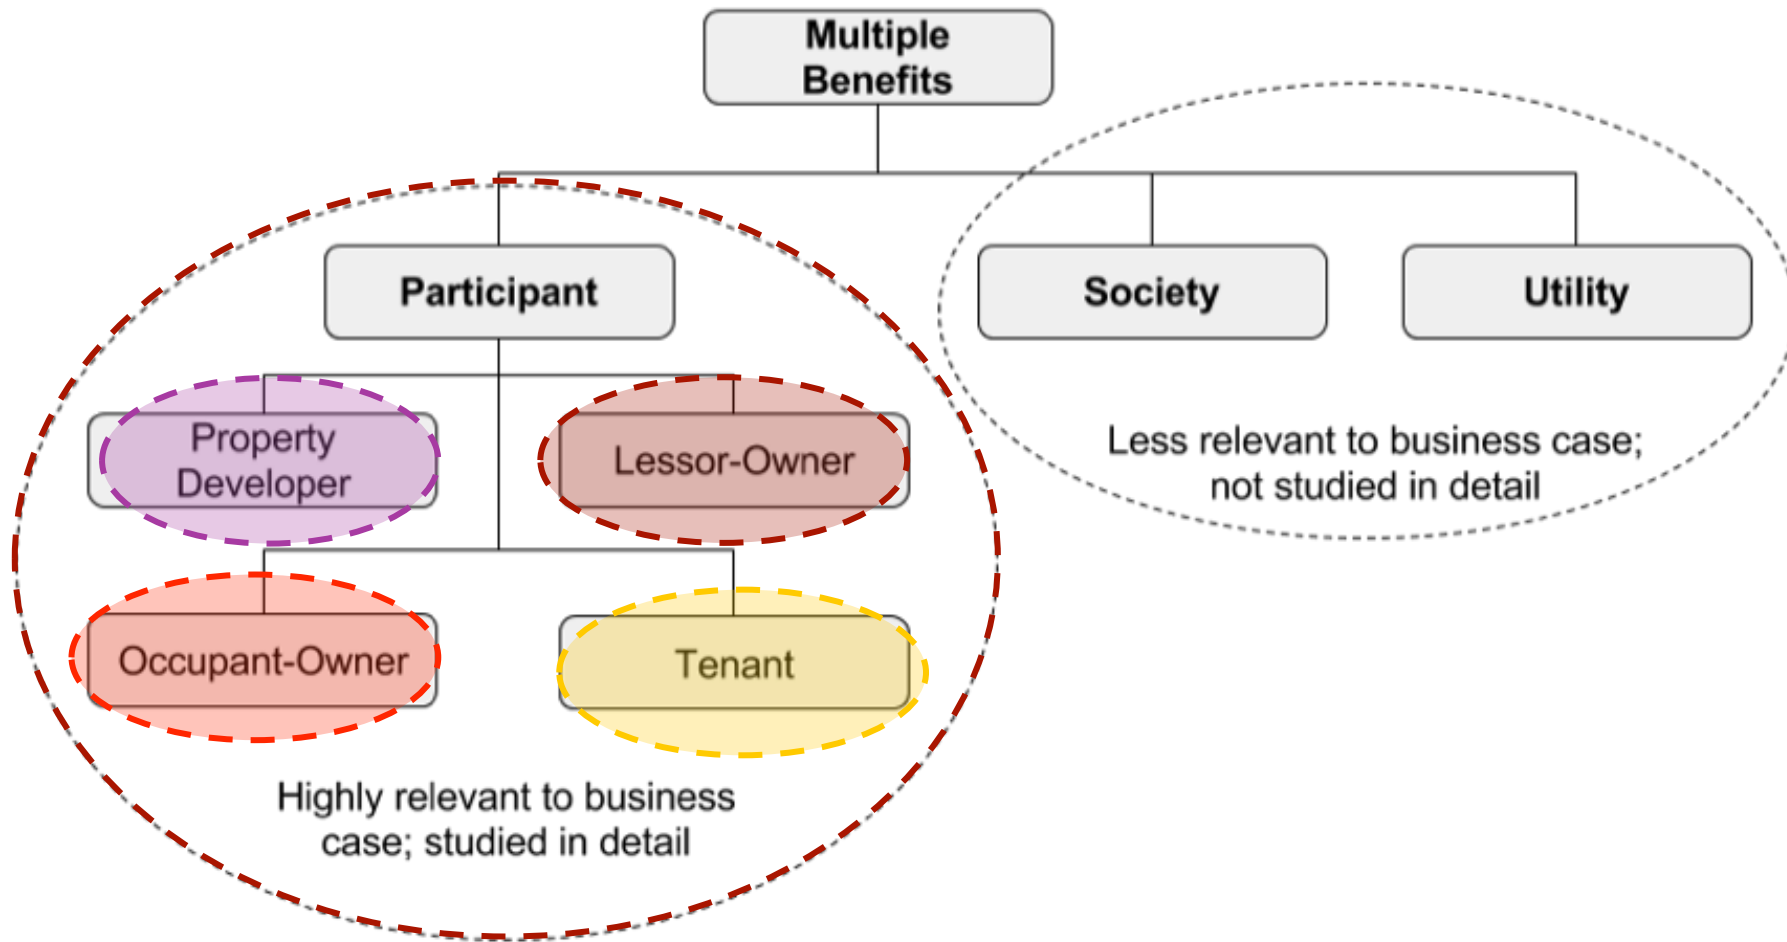 Multiple
Benefits
Participant
Society
Utility
Property
Developer
Lessor-Owner
Less relevant to business case;
not studied in detail
Occupant-Owner
Tenant
Highly relevant to business
case; studied in detail